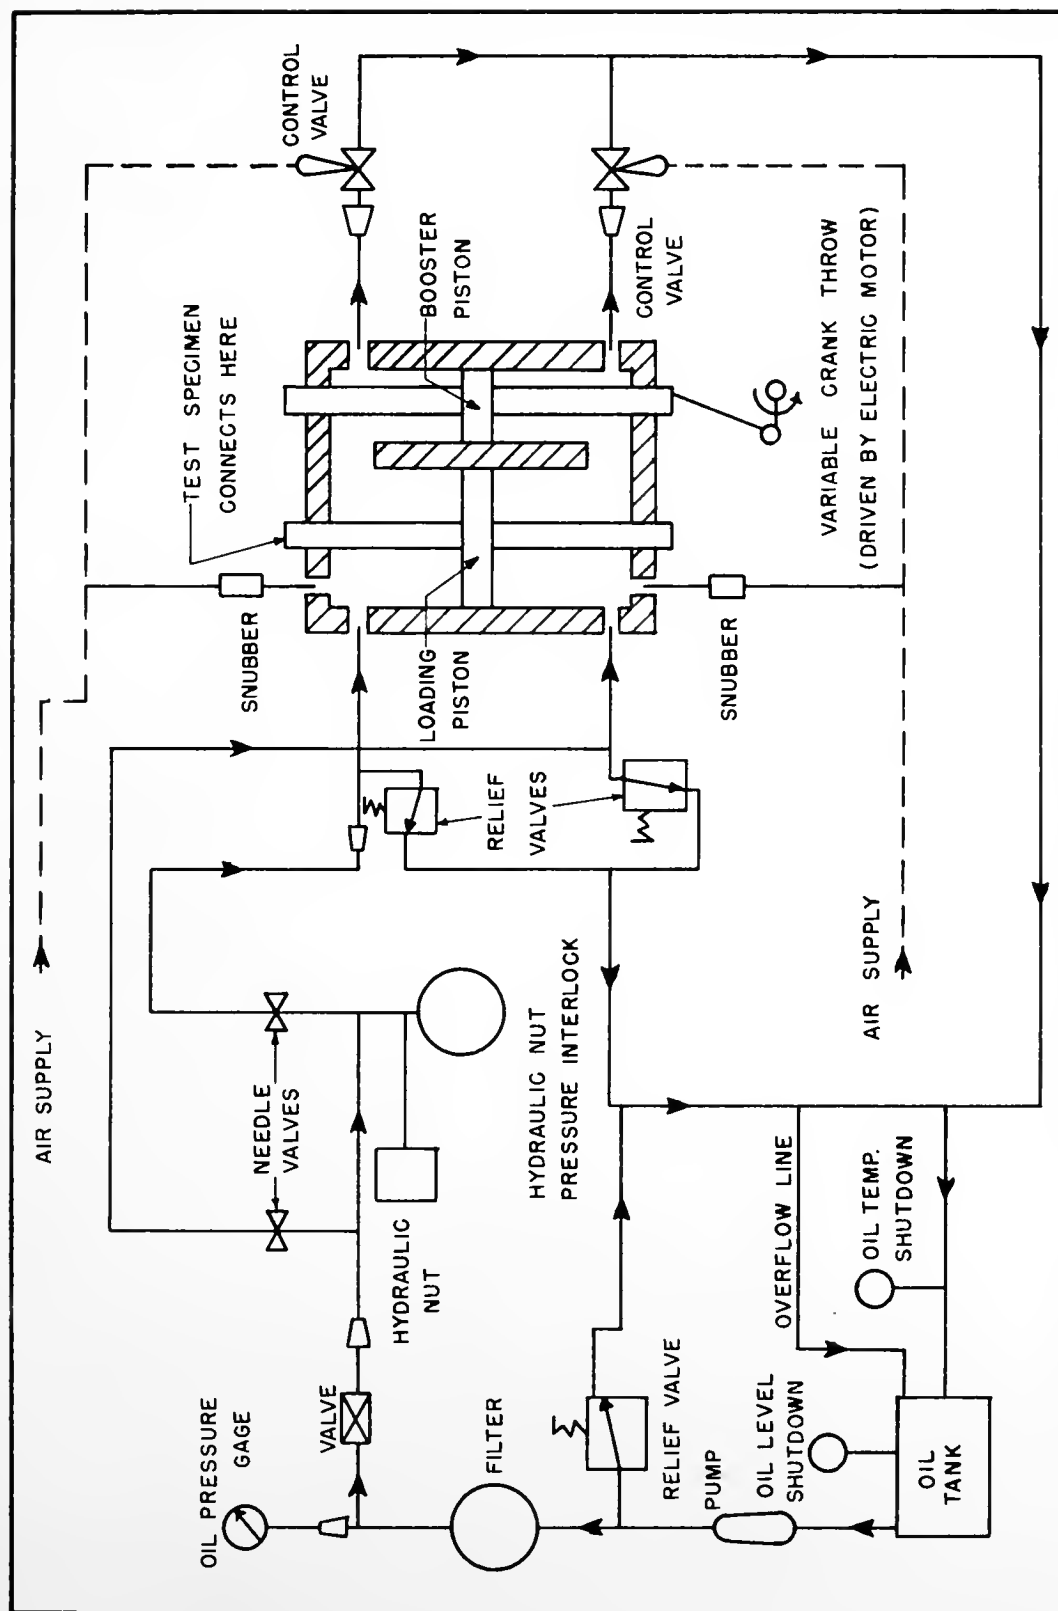 AIR SUPPLY
CONTROL
VALVE
TEST SPECIMEN
CONNECTS HERE
SNUBBER
BOOSTER
PISTON
LOADING
PISTON
CONTROL
VALVE
SNUBBER
VARIABLE CRANK THROW
(DRIVEN BY ELECTRIC MOTOR)
RELIEF
VALVES
NEEDLE
VALVES
HYDRAULIC
NUT
HYDRAULIC NUT
PRESSURE INTERLOCK
AIR SUPPLY
OIL PRESSURE
GAGE
VALVE
FILTER
RELIEF VALVE
PUMP
OIL LEVEL
SHUTDOWN
OVERFLOW LINE
OIL TEMP.
SHUTDOWN
OIL
TANK